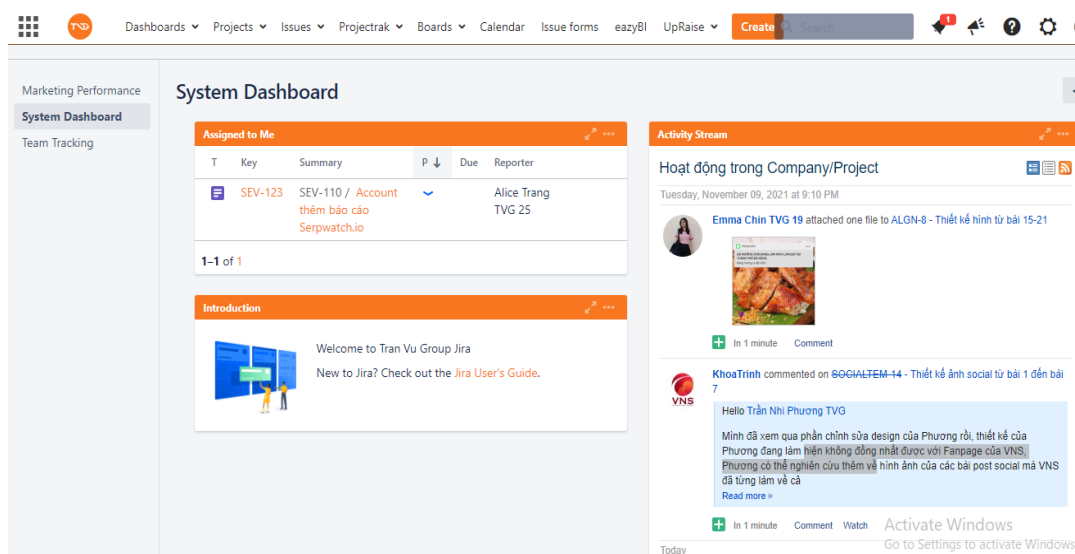 TVG
Dashboards Projects Issues Projectrak Boards Calendar Issue forms eazyBI UpRaise Create Search 1
Marketing Performance
System Dashboard
Team Tracking
System Dashboard
Assigned to Me
T Key Summary P Due Reporter
SEV-123 SEV-110 / Account Alice Trang
thêm báo cáo TVG 25
Serpwatch.io
1–1 of 1
Introduction
Welcome to Tran Vu Group Jira
New to Jira? Check out the Jira User's Guide.
Activity Stream
Hoạt động trong Company/Project
Tuesday, November 09, 2021 at 9:10 PM
Emma Chin TVG 19 attached one file to ALGN-8 - Thiết kế hình từ bài 15-21
In 1 minute Comment
KhoaTrinh commented on SOCIALTEM-14 - Thiết kế ảnh social từ bài 1 đến bài
7
VNS
Hello Trần Nhi Phương TVG
Mình đã xem qua phần chỉnh sửa design của Phương rồi, thiết kế của
Phương đang làm hiện không đồng nhất được với Fanpage của VNS,
Phương có thể nghiên cứu thêm về hình ảnh của các bài post social mà VNS
đã từng làm về cả
Read more »
In 1 minute Comment Watch
Today
Activate Windows
Go to Settings to activate Windows